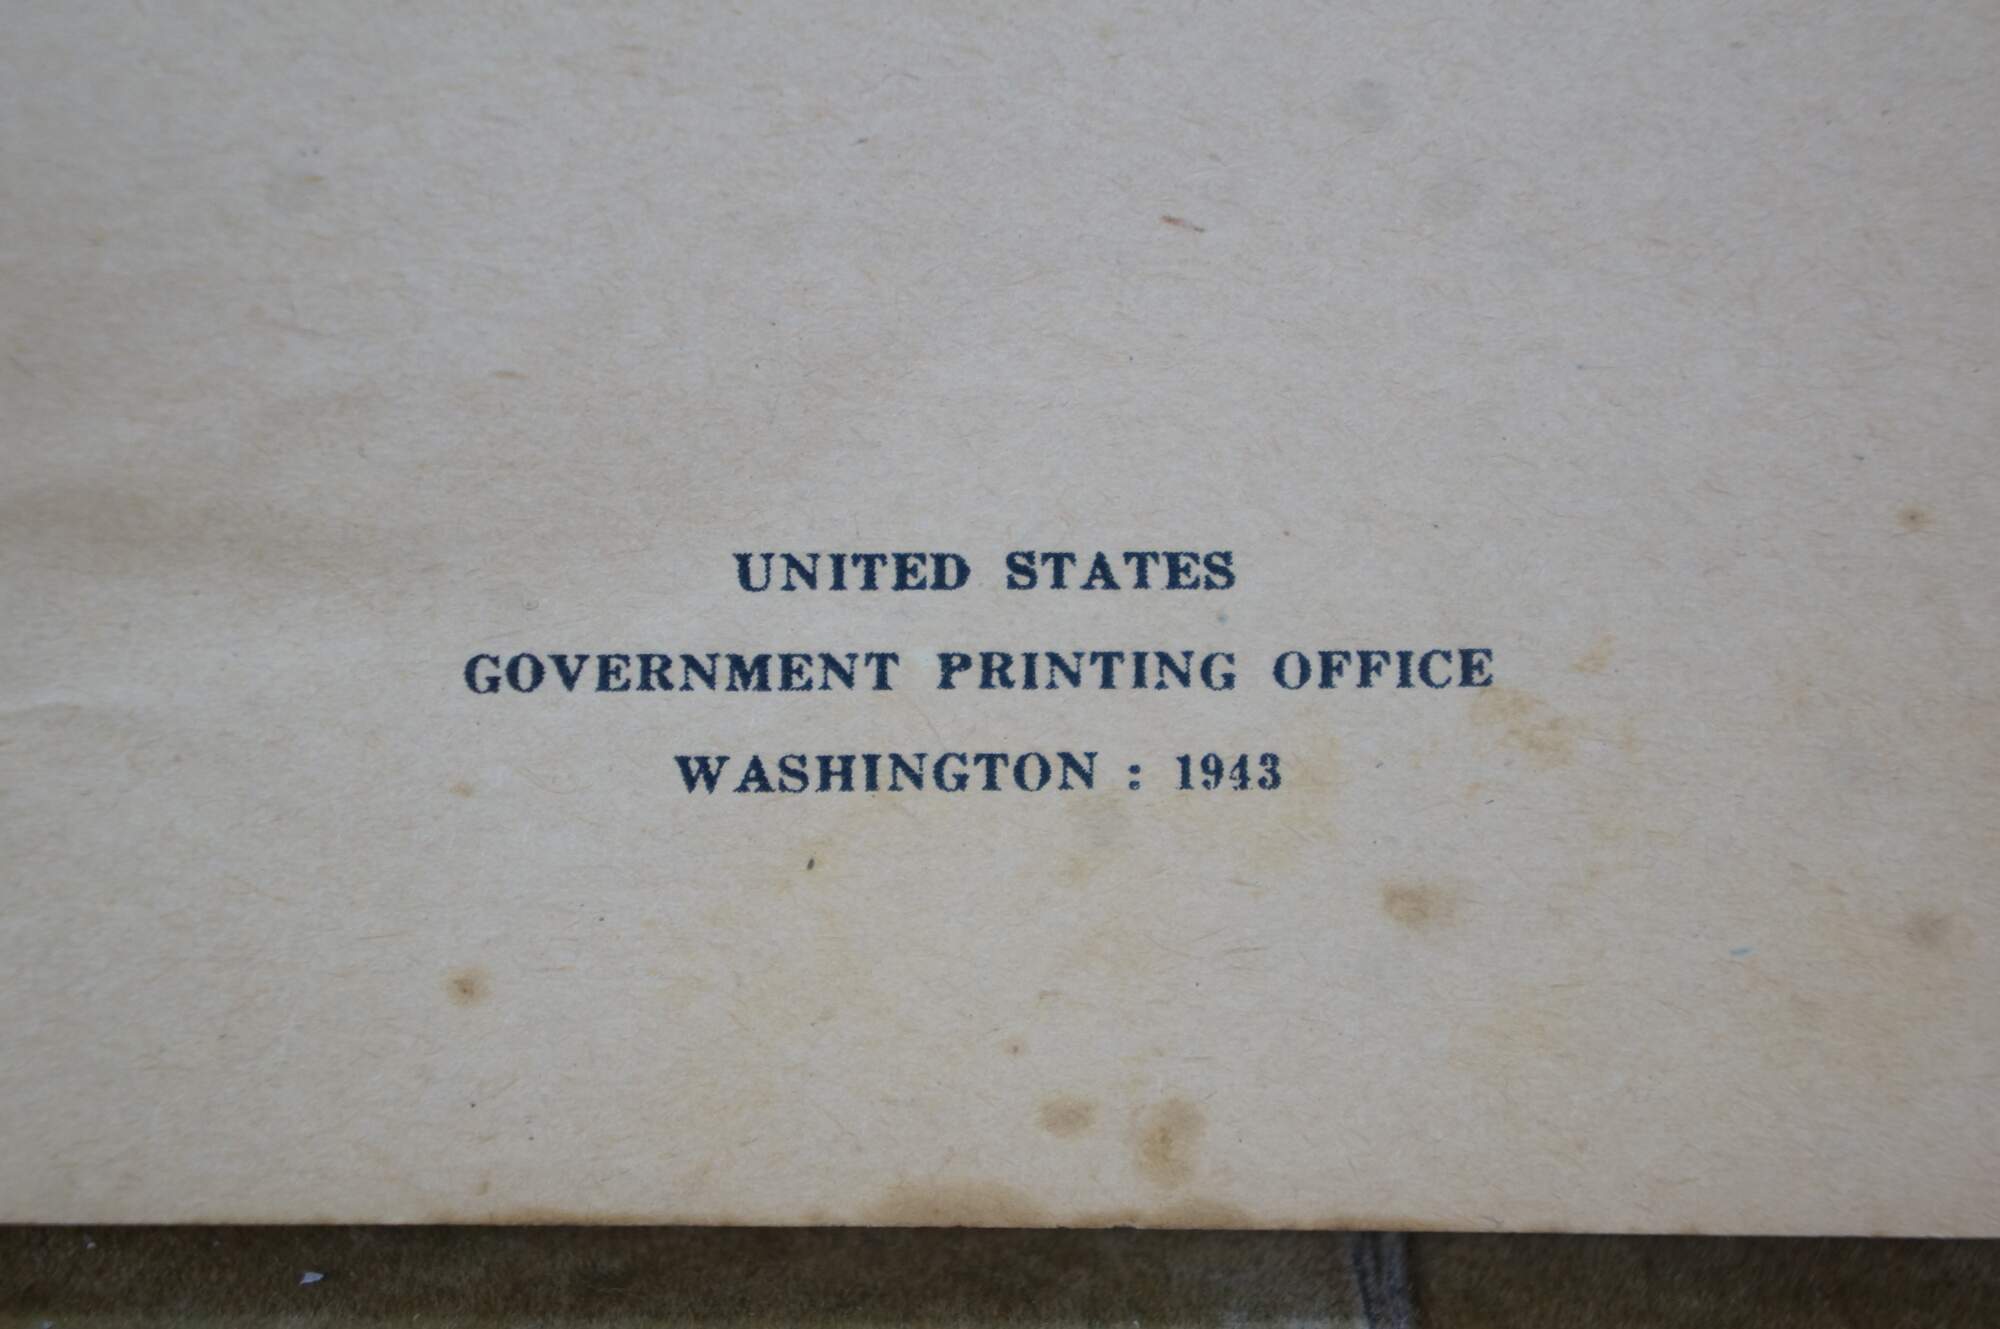 UNITED STATES
GOVERNMENT PRINTING OFFICE
WASHINGTON : 1943